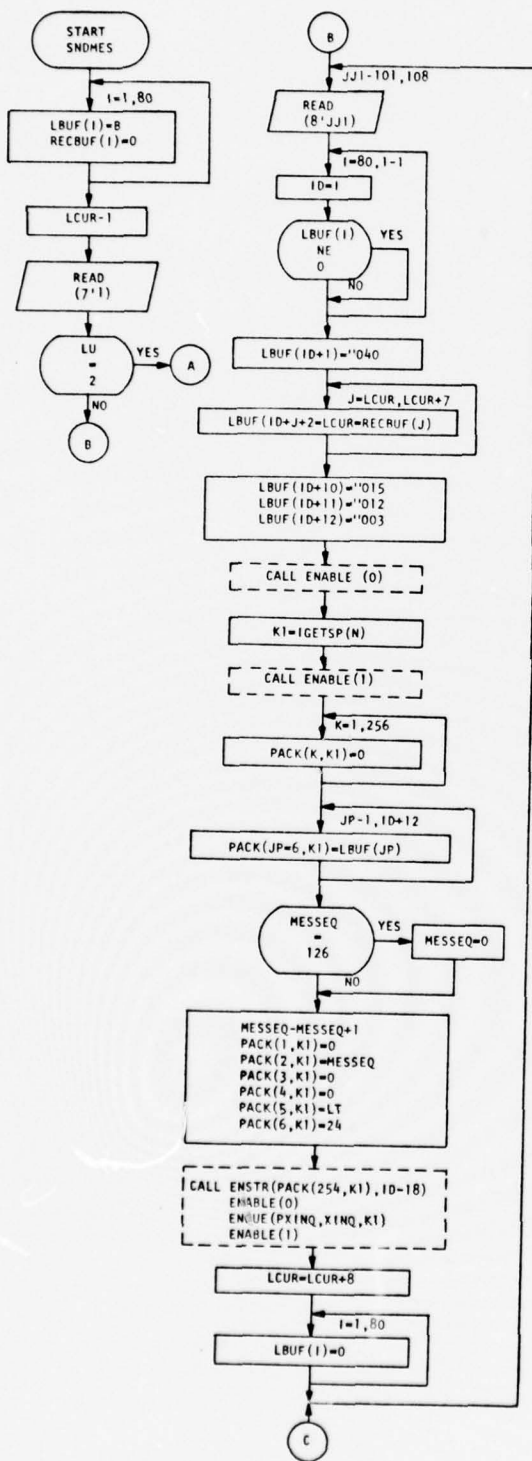 START
SNDMES
I=1,80
LBUF(I)=B
RECBUF(I)=0
LCUR-1
READ
(7'1)
LU
=
2
YES
A
NO
B
B
JJ1-101,108
READ
(8'JJ1)
I=80,1-1
ID=1
LBUF(I)
NE
0
YES
NO
LBUF(ID+1)="040
J=LCUR,LCUR+7
LBUF(ID+J+2=LCUR=RECBUF(J)
LBUF(ID+10)="015
LBUF(ID+11)="012
LBUF(ID+12)="003
CALL ENABLE (0)
K1=IGETSP(N)
CALL ENABLE(1)
K=1,256
PACK(K,K1)=0
JP-1,ID+12
PACK(JP=6,K1)=LBUF(JP)
MESSEQ
=
126
YES
MESSEQ=0
NO
MESSEQ-MESSEQ+1
PACK(1,K1)=0
PACK(2,K1)=MESSEQ
PACK(3,K1)=0
PACK(4,K1)=0
PACK(5,K1)=LT
PACK(6,K1)=24
CALL ENSTR(PACK(254,K1),ID-18)
ENABLE(0)
ENQUE(PXINQ,XINQ,K1)
ENABLE(1)
LCUR=LCUR+8
I=1,80
LBUF(I)=0
C